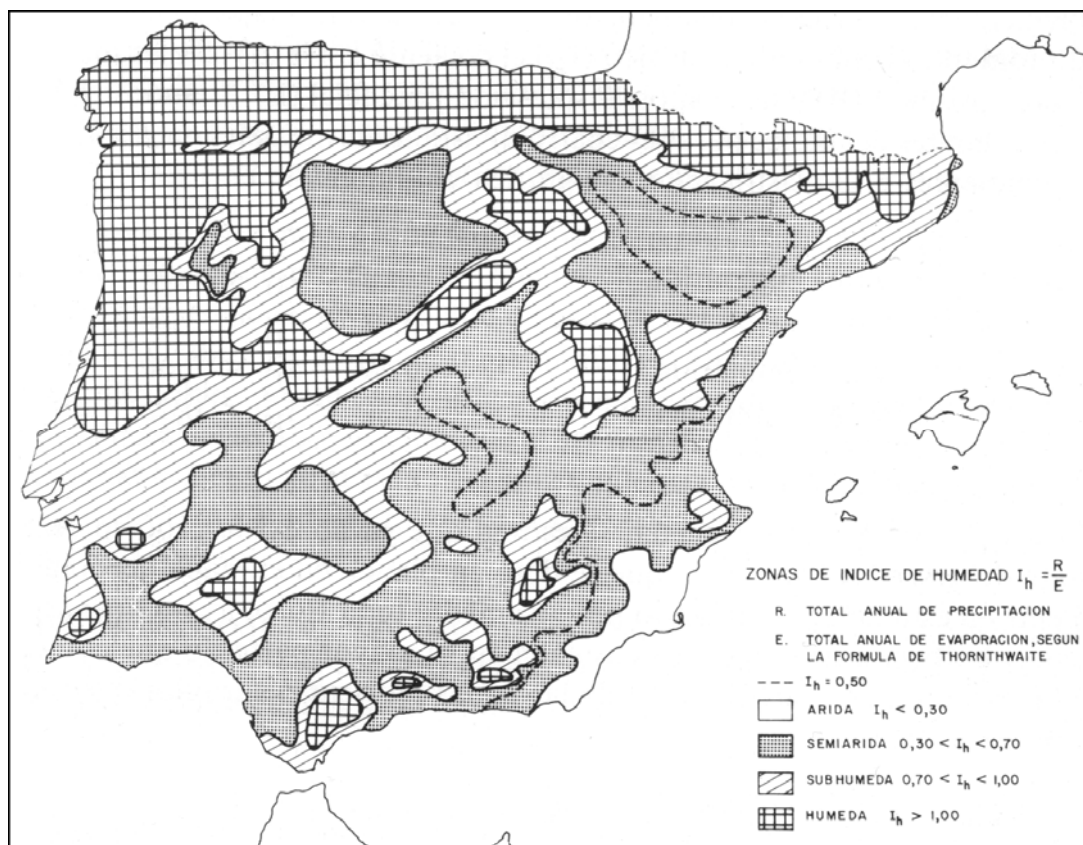 ZONAS DE INDICE DE HUMEDAD I_h = R/E
R. TOTAL ANUAL DE PRECIPITACION
E. TOTAL ANUAL DE EVAPORACION, SEGUN
LA FORMULA DE THORNTHWAITE
--- I_h = 0,50
ARIDA I_h < 0,30
SEMIARIDA 0,30 < I_h < 0,70
SUBHUMEDA 0,70 < I_h < 1,00
HUMEDA I_h > 1,00